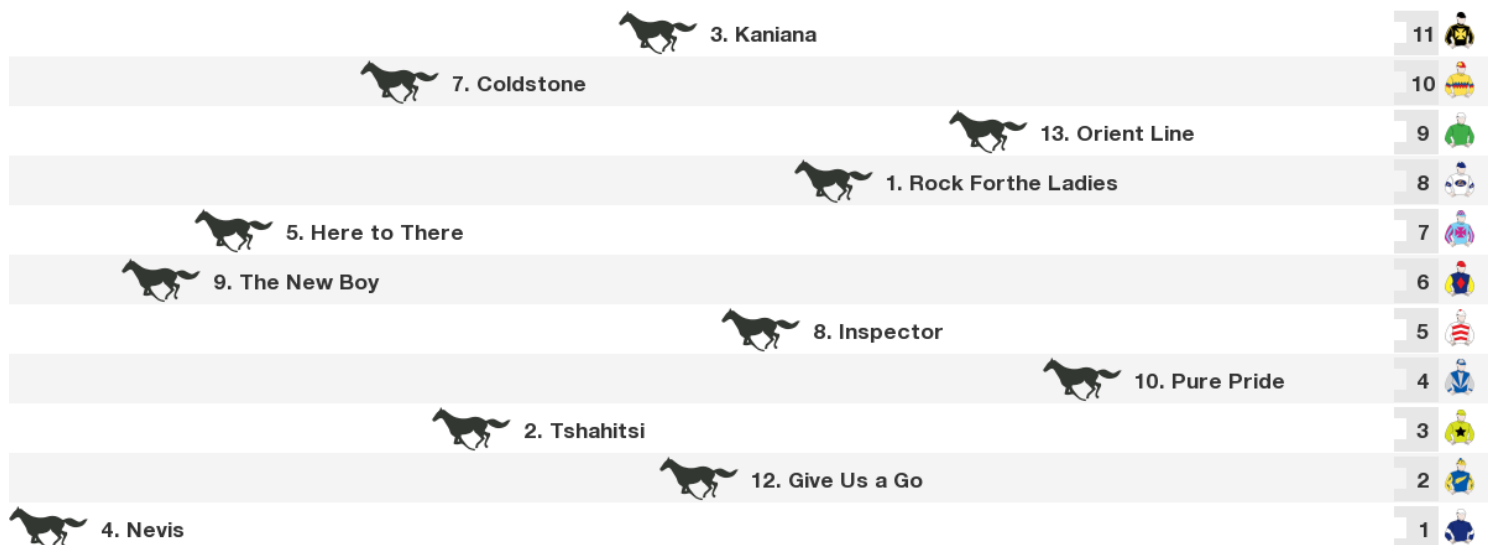 3. Kaniana 11
7. Coldstone 10
13. Orient Line 9
1. Rock Forthe Ladies 8
5. Here to There 7
9. The New Boy 6
8. Inspector 5
10. Pure Pride 4
2. Tshahitsi 3
12. Give Us a Go 2
4. Nevis 1